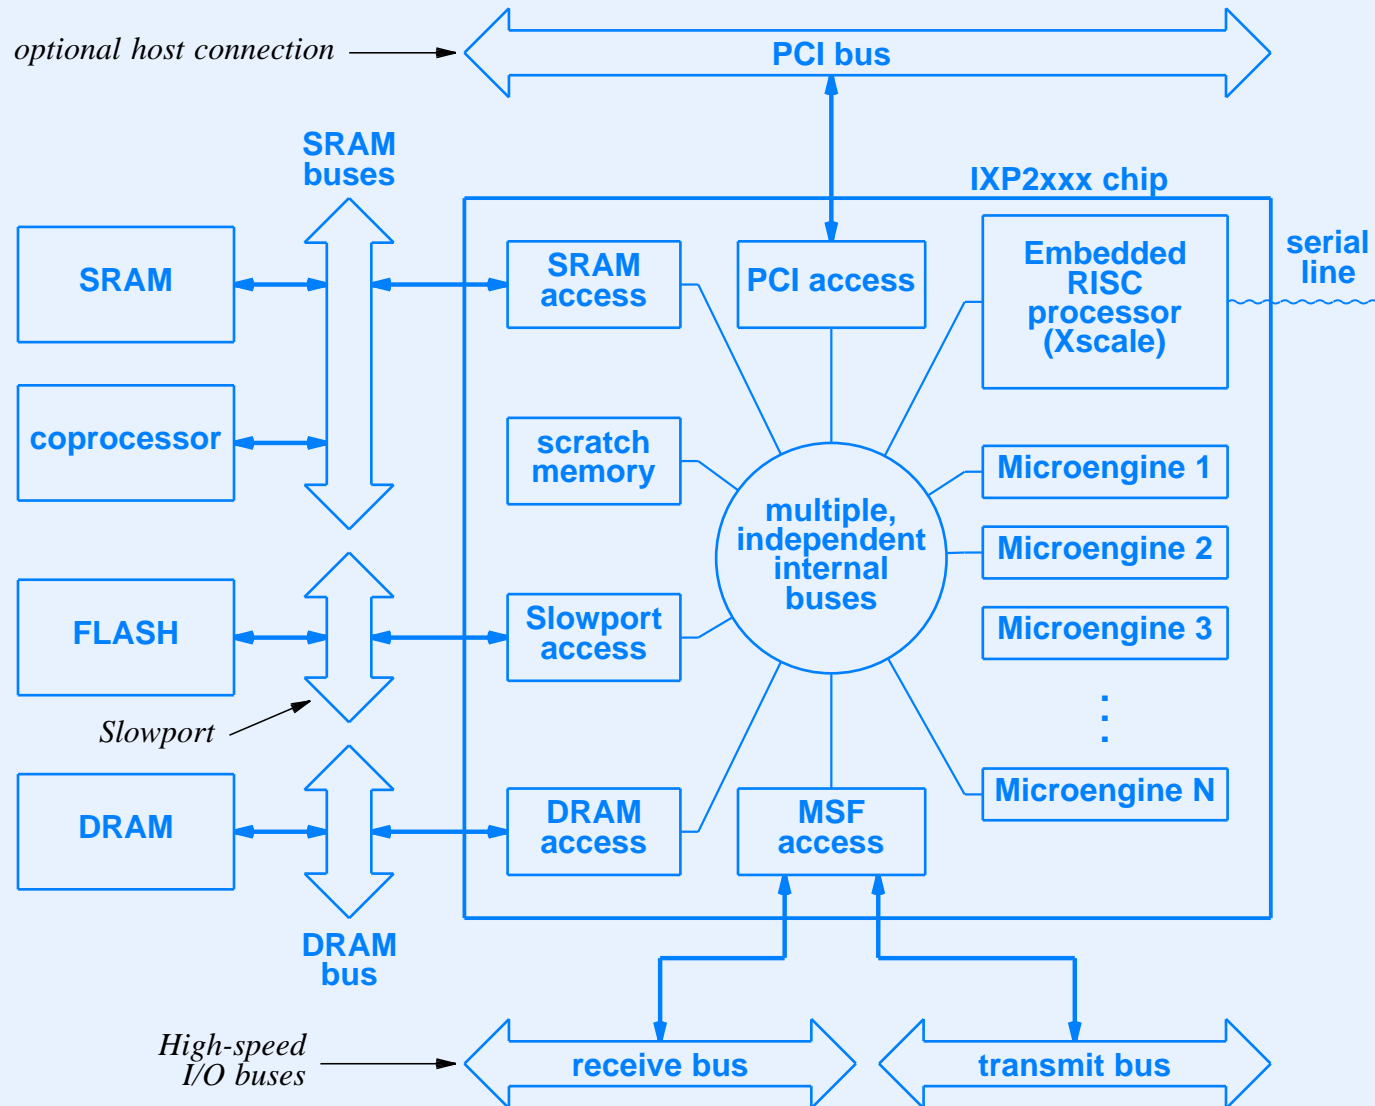 optional host connection
PCI bus
SRAM
buses
IXP2xxx chip
SRAM
SRAM
access
PCI access
Embedded
RISC
processor
(Xscale)
serial
line
coprocessor
scratch
memory
multiple,
independent
internal
buses
Microengine 1
Microengine 2
FLASH
Slowport
access
Microengine 3
Slowport
.
.
.
DRAM
DRAM
access
MSF
access
Microengine N
DRAM
bus
High-speed
I/O buses
receive bus
transmit bus